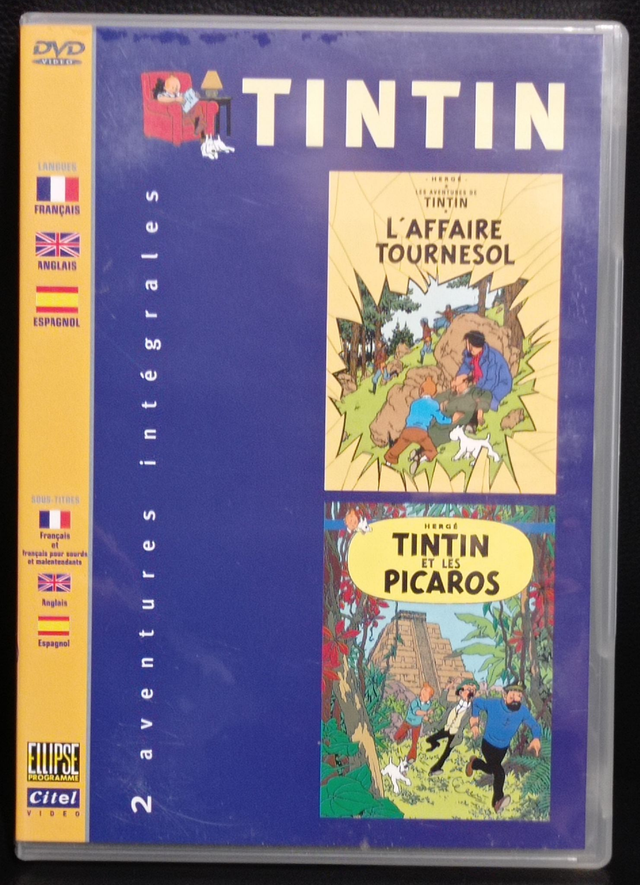 DVD
VIDEO
LANGUES
FRANÇAIS
ANGLAIS
ESPAGNOL
SOUS-TITRES
Français
et
français pour sourds
et malentendants
Anglais
Espagnol
ELLIPSE
PROGRAMME
Citel
VIDEO
TINTIN
2 aventures intégrales
- HERGÉ -
LES AVENTURES DE
TINTIN
L'AFFAIRE
TOURNESOL
HERGÉ
TINTIN
ET LES
PICAROS